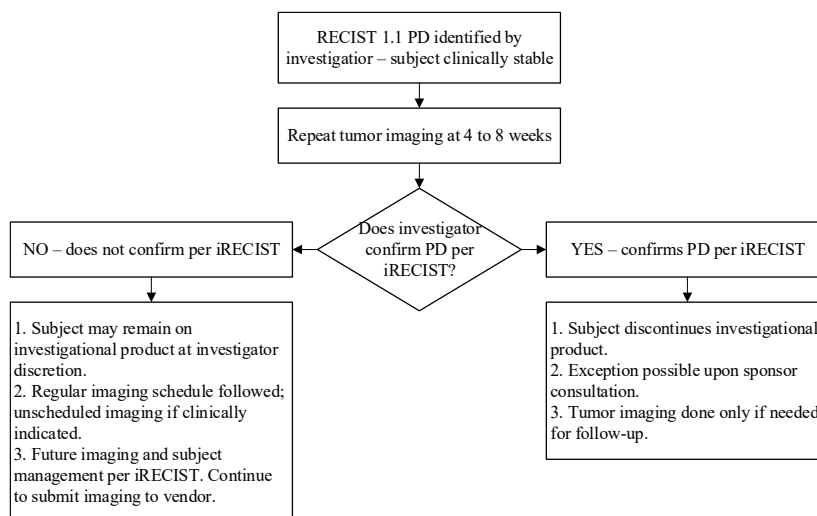 RECIST 1.1 PD identified by
investigatior – subject clinically stable
Repeat tumor imaging at 4 to 8 weeks
Does investigator
confirm PD per
iRECIST?
NO – does not confirm per iRECIST
YES – confirms PD per iRECIST
1. Subject may remain on
investigational product at investigator
discretion.
2. Regular imaging schedule followed;
unscheduled imaging if clinically
indicated.
3. Future imaging and subject
management per iRECIST. Continue
to submit imaging to vendor.
1. Subject discontinues investigational
product.
2. Exception possible upon sponsor
consultation.
3. Tumor imaging done only if needed
for follow-up.